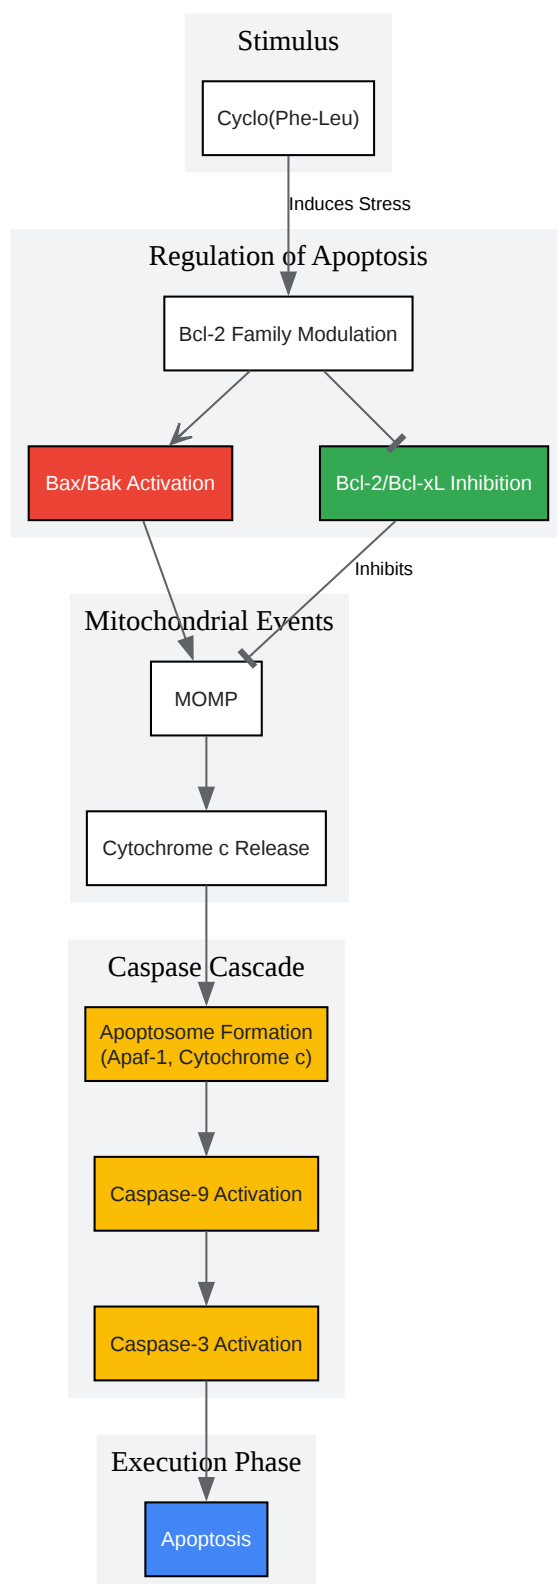 Stimulus
Cyclo(Phe-Leu)
Induces Stress
Regulation of Apoptosis
Bcl-2 Family Modulation
Bax/Bak Activation
Bcl-2/Bcl-xL Inhibition
Inhibits
Mitochondrial Events
MOMP
Cytochrome c Release
Caspase Cascade
Apoptosome Formation
(Apaf-1, Cytochrome c)
Caspase-9 Activation
Caspase-3 Activation
Execution Phase
Apoptosis